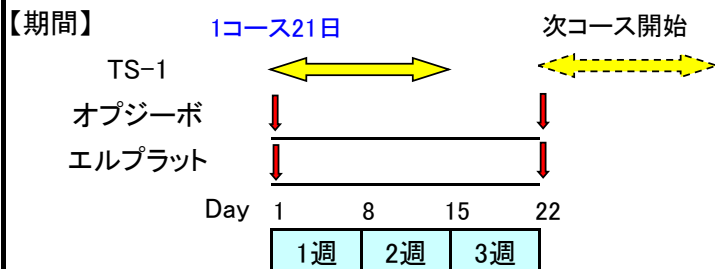 【期間】
1コース21日
次コース開始
TS-1
オプジーボ
エルプラット
Day 1 8 15 22
1週 2週 3週